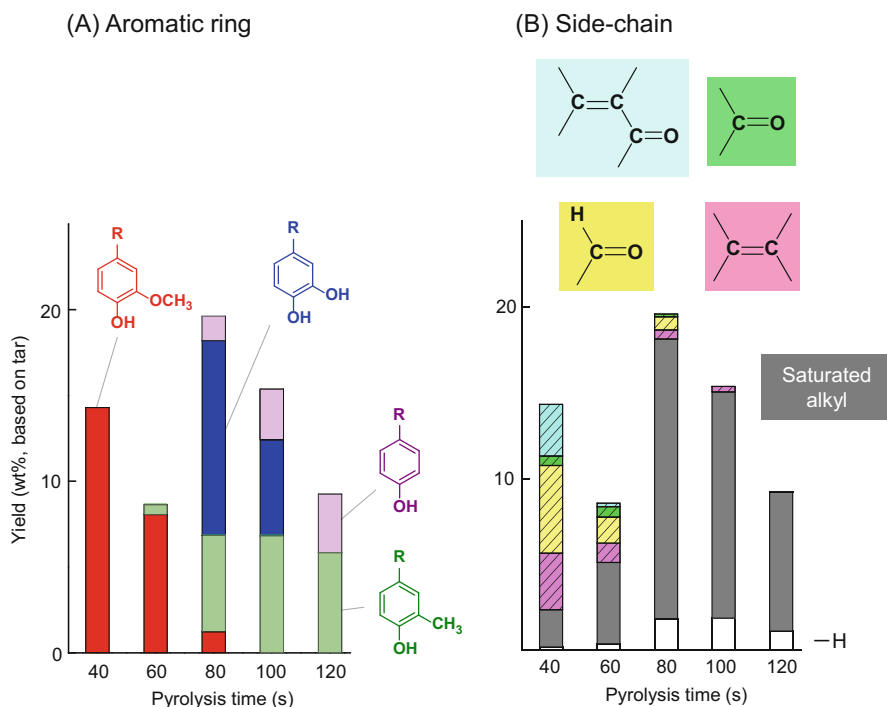 (A) Aromatic ring
Yield (wt%, based on tar)
20
10
0
40 60 80 100 120
Pyrolysis time (s)
R
OCH3
OH
R
OH
OH
R
OH
R
CH3
OH
(B) Side-chain
C=C
C=O
C=O
H
C=O
C=C
20
10
Saturated
alkyl
–H
40 60 80 100 120
Pyrolysis time (s)